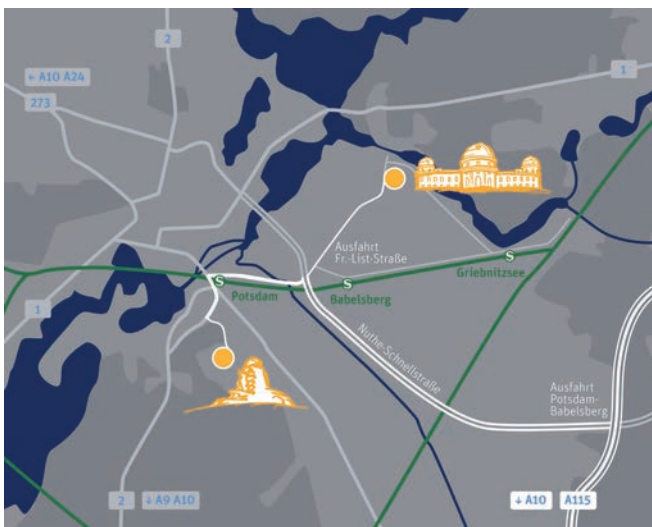 2
← A10 A24
273
1
Ausfahrt
Fr.-List-Straße
S
Griebnitzsee
S
Potsdam
S
Babelsberg
1
Nuthe-Schnellstraße
Ausfahrt
Potsdam-
Babelsberg
2
↓ A9 A10
↓ A10
A115